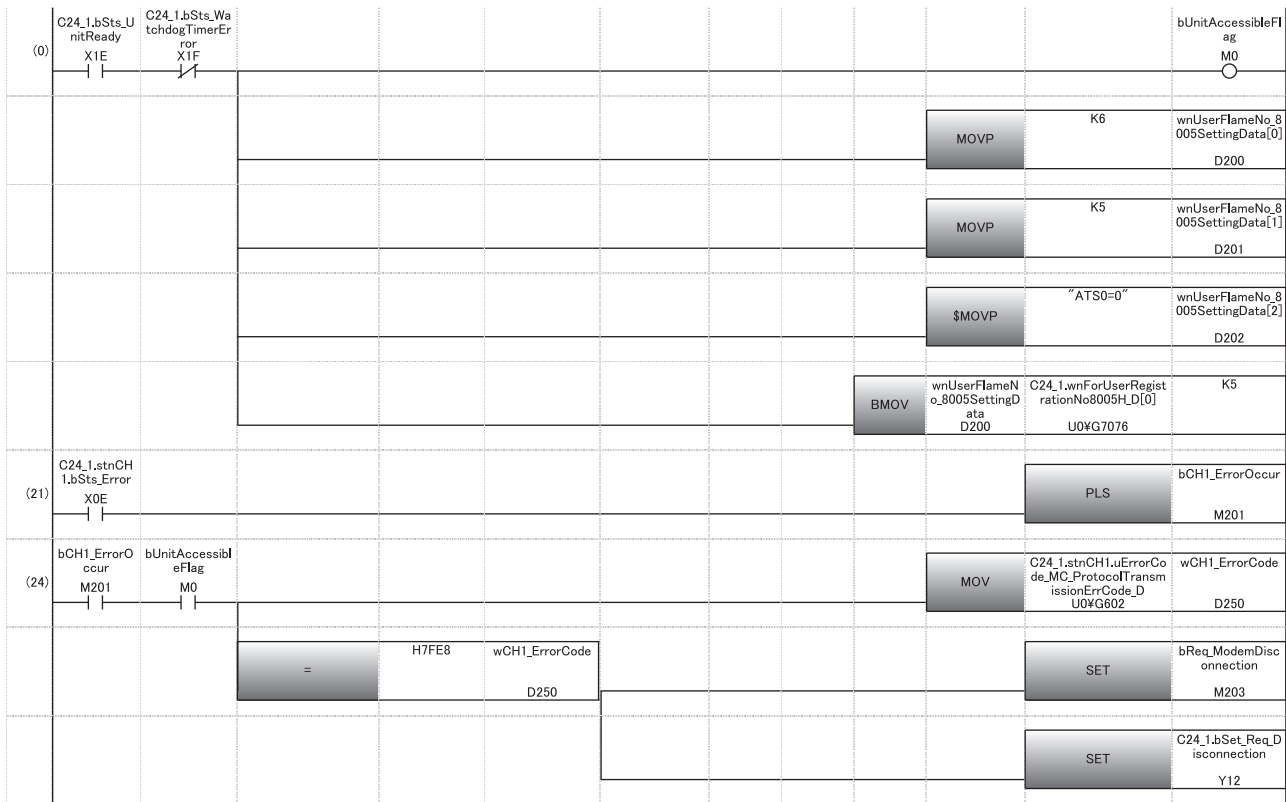 C24_1.bSts_U
nitReady
X1E
C24_1.bSts_Wa
tchdogTimerEr
ror
X1F
bUnitAccessibleFl
ag
M0
(0)
MOVP
K6
wnUserFlameNo_8
005SettingData[0]
D200
MOVP
K5
wnUserFlameNo_8
005SettingData[1]
D201
$MOVP
"ATS0=0"
wnUserFlameNo_8
005SettingData[2]
D202
BMOV
wnUserFlameN
o_8005SettingD
ata
D200
C24_1.wnForUserRegist
rationNo8005H_D[0]
U0¥G7076
K5
(21)
C24_1.stnCH
1.bSts_Error
X0E
PLS
bCH1_ErrorOccur
M201
(24)
bCH1_ErrorO
ccur
M201
bUnitAccessibl
eFlag
M0
MOV
C24_1.stnCH1.uErrorCo
de_MC_ProtocolTransm
issionErrCode_D
U0¥G602
wCH1_ErrorCode
D250
=
H7FE8
wCH1_ErrorCode
D250
SET
bReq_ModemDisc
onnection
M203
SET
C24_1.bSet_Req_D
isconnection
Y12